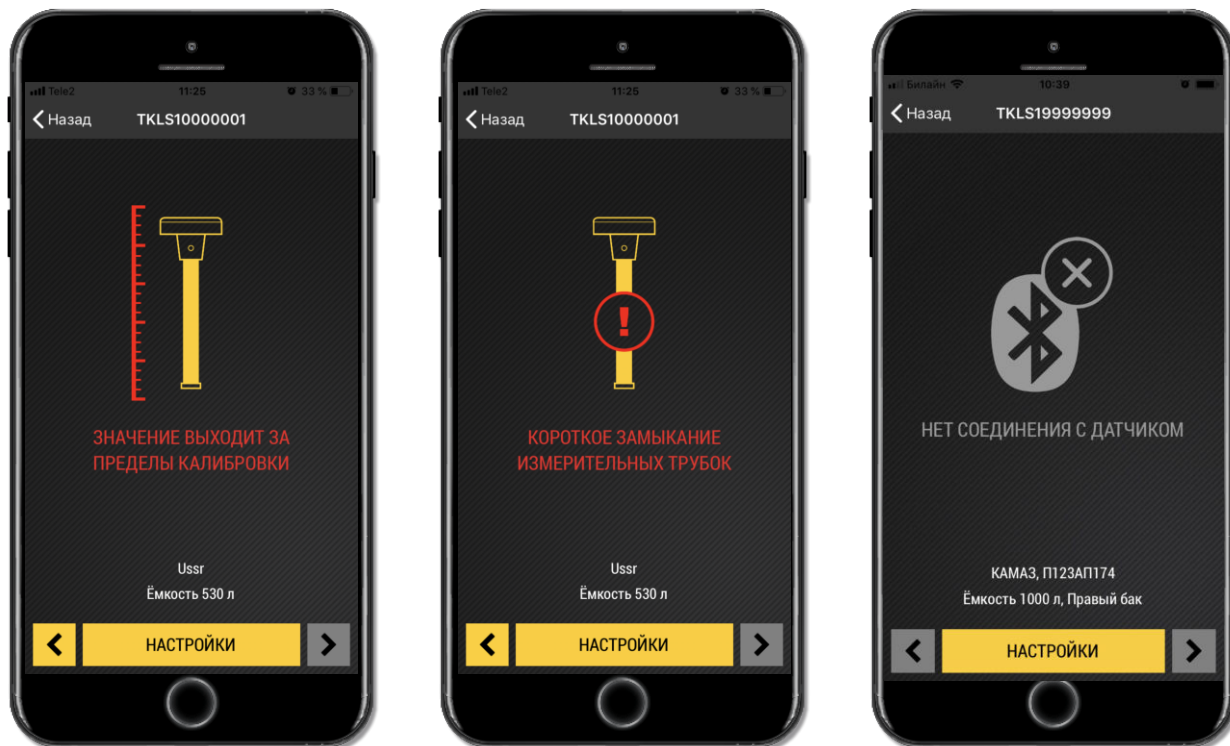 Tele2 11:25 33 %
Назад TKLS10000001
ЗНАЧЕНИЕ ВЫХОДИТ ЗА
ПРЕДЕЛЫ КАЛИБРОВКИ
Ussr
Ёмкость 530 л
НАСТРОЙКИ
Tele2 11:25 33 %
Назад TKLS10000001
!
КОРОТКОЕ ЗАМЫКАНИЕ
ИЗМЕРИТЕЛЬНЫХ ТРУБОК
Ussr
Ёмкость 530 л
НАСТРОЙКИ
Билайн 10:39
Назад TKLS19999999
НЕТ СОЕДИНЕНИЯ С ДАТЧИКОМ
КАМАЗ, П123АП174
Ёмкость 1000 л, Правый бак
НАСТРОЙКИ